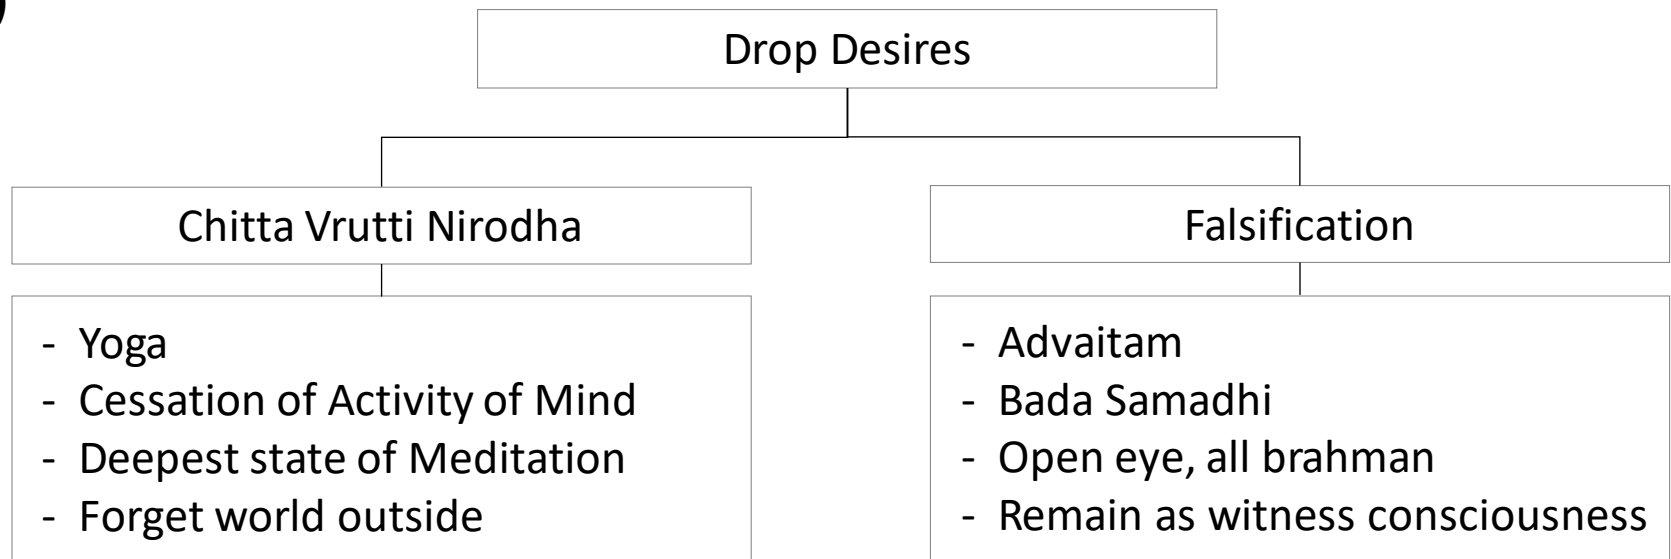 Drop Desires
Chitta Vrutti Nirodha
Falsification
- Yoga
- Cessation of Activity of Mind
- Deepest state of Meditation
- Forget world outside
- Advaitam
- Bada Samadhi
- Open eye, all brahman
- Remain as witness consciousness